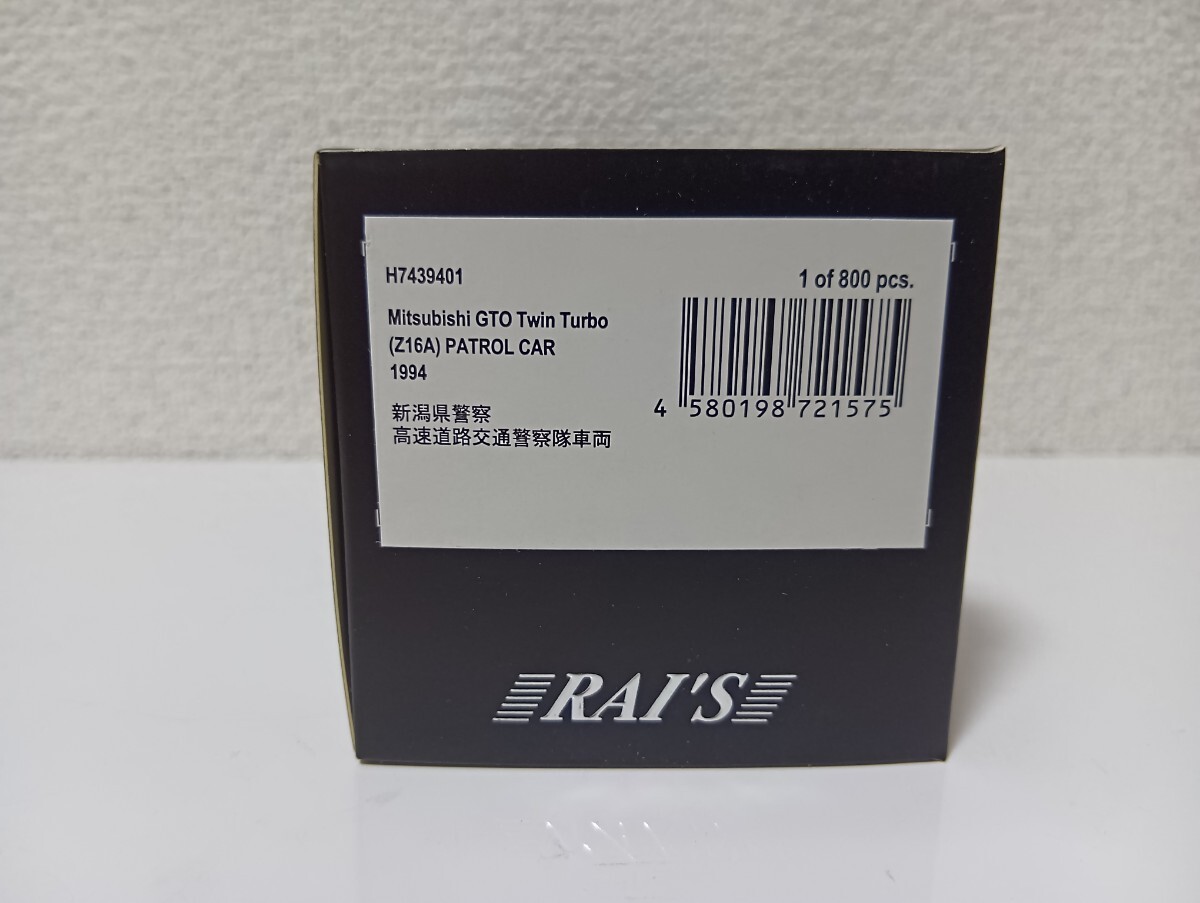 H7439401
1 of 800 pcs.
Mitsubishi GTO Twin Turbo
(Z16A) PATROL CAR
1994
新潟県警察
高速道路交通警察隊車両
4 580198 721575
RAI'S